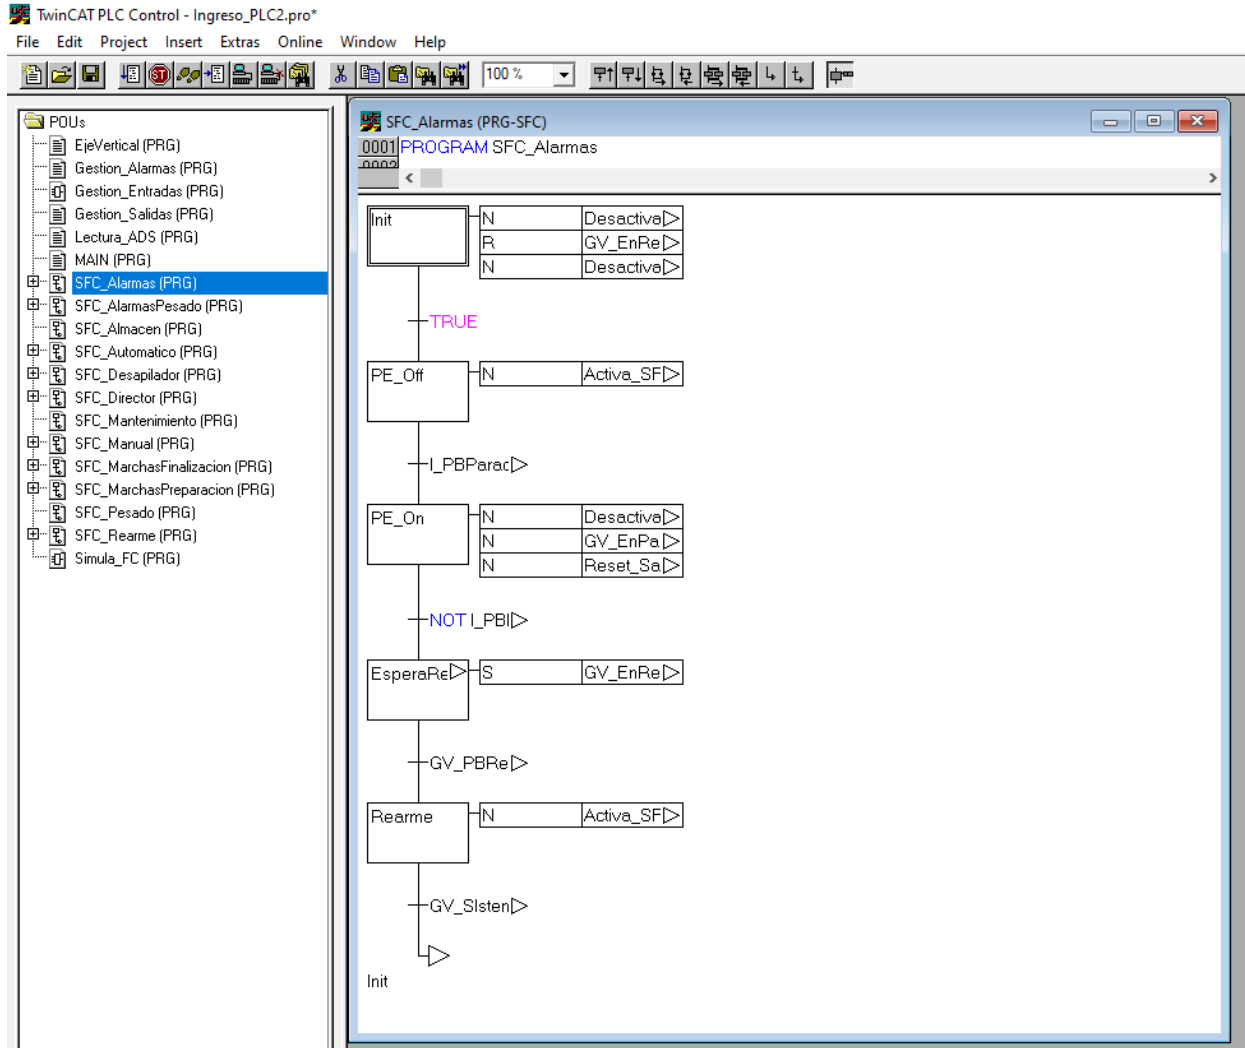 TwinCAT PLC Control - Ingreso_PLC2.pro*
File Edit Project Insert Extras Online Window Help
100 %
POUs
EjeVertical (PRG)
Gestion_Alarmas (PRG)
Gestion_Entradas (PRG)
Gestion_Salidas (PRG)
Lectura_ADS (PRG)
MAIN (PRG)
SFC_Alarmas (PRG)
SFC_AlarmasPesado (PRG)
SFC_Almacen (PRG)
SFC_Automatico (PRG)
SFC_Desapilador (PRG)
SFC_Director (PRG)
SFC_Mantenimiento (PRG)
SFC_Manual (PRG)
SFC_MarchasFinalizacion (PRG)
SFC_MarchasPreparacion (PRG)
SFC_Pesado (PRG)
SFC_Rearme (PRG)
Simula_FC (PRG)
SFC_Alarmas (PRG-SFC)
0001 PROGRAM SFC_Alarmas
0002
Init N Desactiva
R GV_EnRe
N Desactiva
TRUE
PE_Off N Activa_SF
I_PBParac
PE_On N Desactiva
N GV_EnPa
N Reset_Sa
NOT I_PBI
EsperaRe S GV_EnRe
GV_PBRe
Rearme N Activa_SF
GV_SIsten
Init